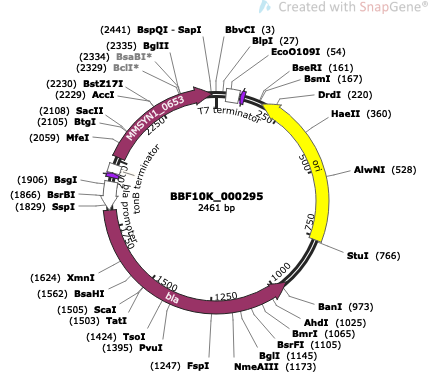 Created with SnapGene®
(2441) BspQI - SapI
BbvCI (3)
(2335) BglII
BlpI (27)
(2334) BsaBI*
EcoO109I (54)
(2329) BclI*
BseRI (161)
(2230) BstZ17I
BsmI (167)
(2229) AccI
DrdI (220)
(2108) SacII
HaeII (360)
(2105) BtgI
(2059) MfeI
T7 terminator
MMSYN1_0653
2250
250
ori
500
AlwNI (528)
tonB terminator
(1906) BsgI
(1866) BsrBI
(1829) SspI
bla promoter
BBF10K_000295
2461 bp
750
StuI (766)
1750
(1624) XmnI
1000
(1562) BsaHI
1500
BanI (973)
(1505) ScaI
bla
1250
AhdI (1025)
(1503) TatI
BmrI (1065)
(1424) TsoI
BsrFI (1105)
(1395) PvuI
BglI (1145)
(1247) FspI
NmeAIII (1173)